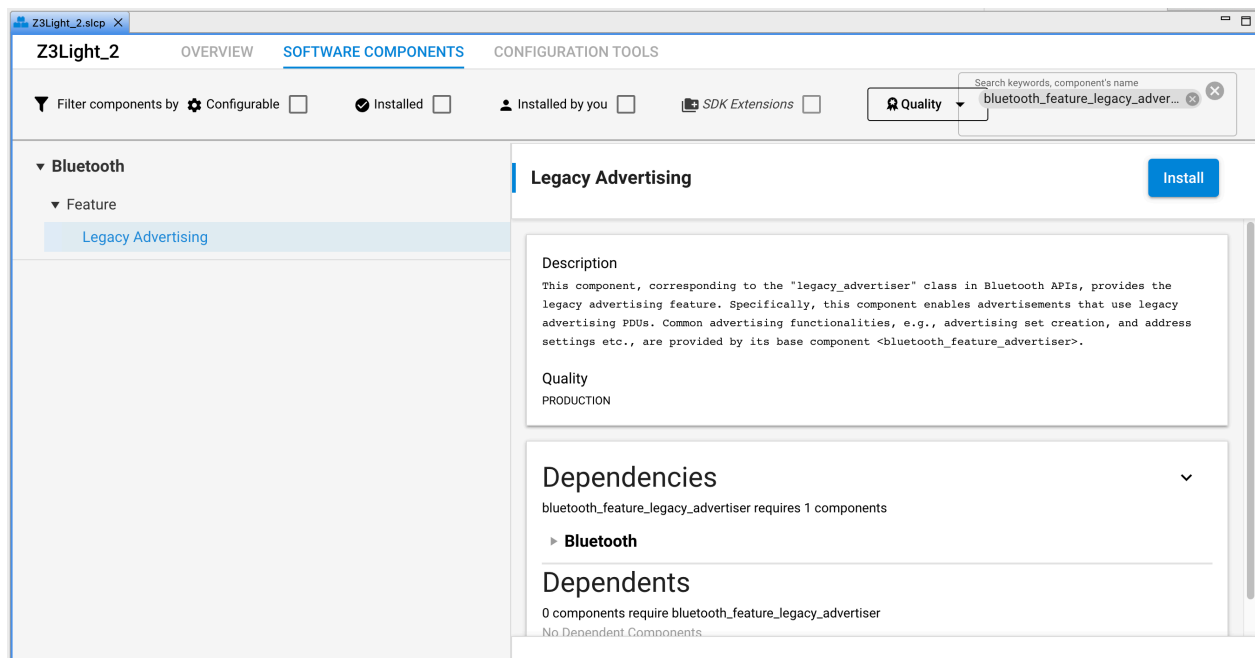 Z3Light_2.slcp
Z3Light_2 OVERVIEW SOFTWARE COMPONENTS CONFIGURATION TOOLS
Filter components by Configurable Installed Installed by you SDK Extensions Quality
Search keywords, component's name
bluetooth_feature_legacy_adver...
Bluetooth
Feature
Legacy Advertising
Legacy Advertising
Install
Description
This component, corresponding to the "legacy_advertiser" class in Bluetooth APIs, provides the
legacy advertising feature. Specifically, this component enables advertisements that use legacy
advertising PDUs. Common advertising functionalities, e.g., advertising set creation, and address
settings etc., are provided by its base component <bluetooth_feature_advertiser>.
Quality
PRODUCTION
Dependencies
bluetooth_feature_legacy_advertiser requires 1 components
Bluetooth
Dependents
0 components require bluetooth_feature_legacy_advertiser
No Dependent Components